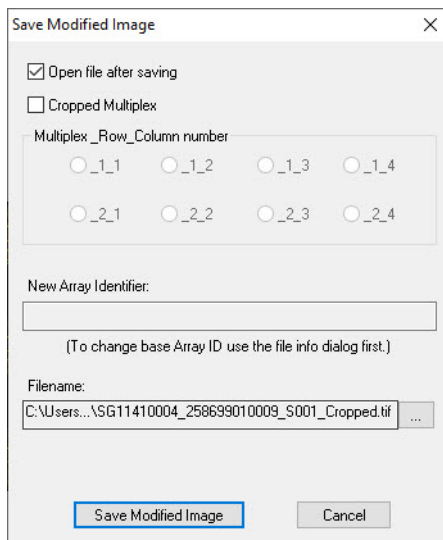 Save Modified Image
Open file after saving
Cropped Multiplex
Multiplex _Row_Column number
_1_1 _1_2 _1_3 _1_4
_2_1 _2_2 _2_3 _2_4
New Array Identifier:
(To change base Array ID use the file info dialog first.)
Filename:
C:\Users...\SG11410004_258699010009_S001_Cropped.tif ...
Save Modified Image Cancel